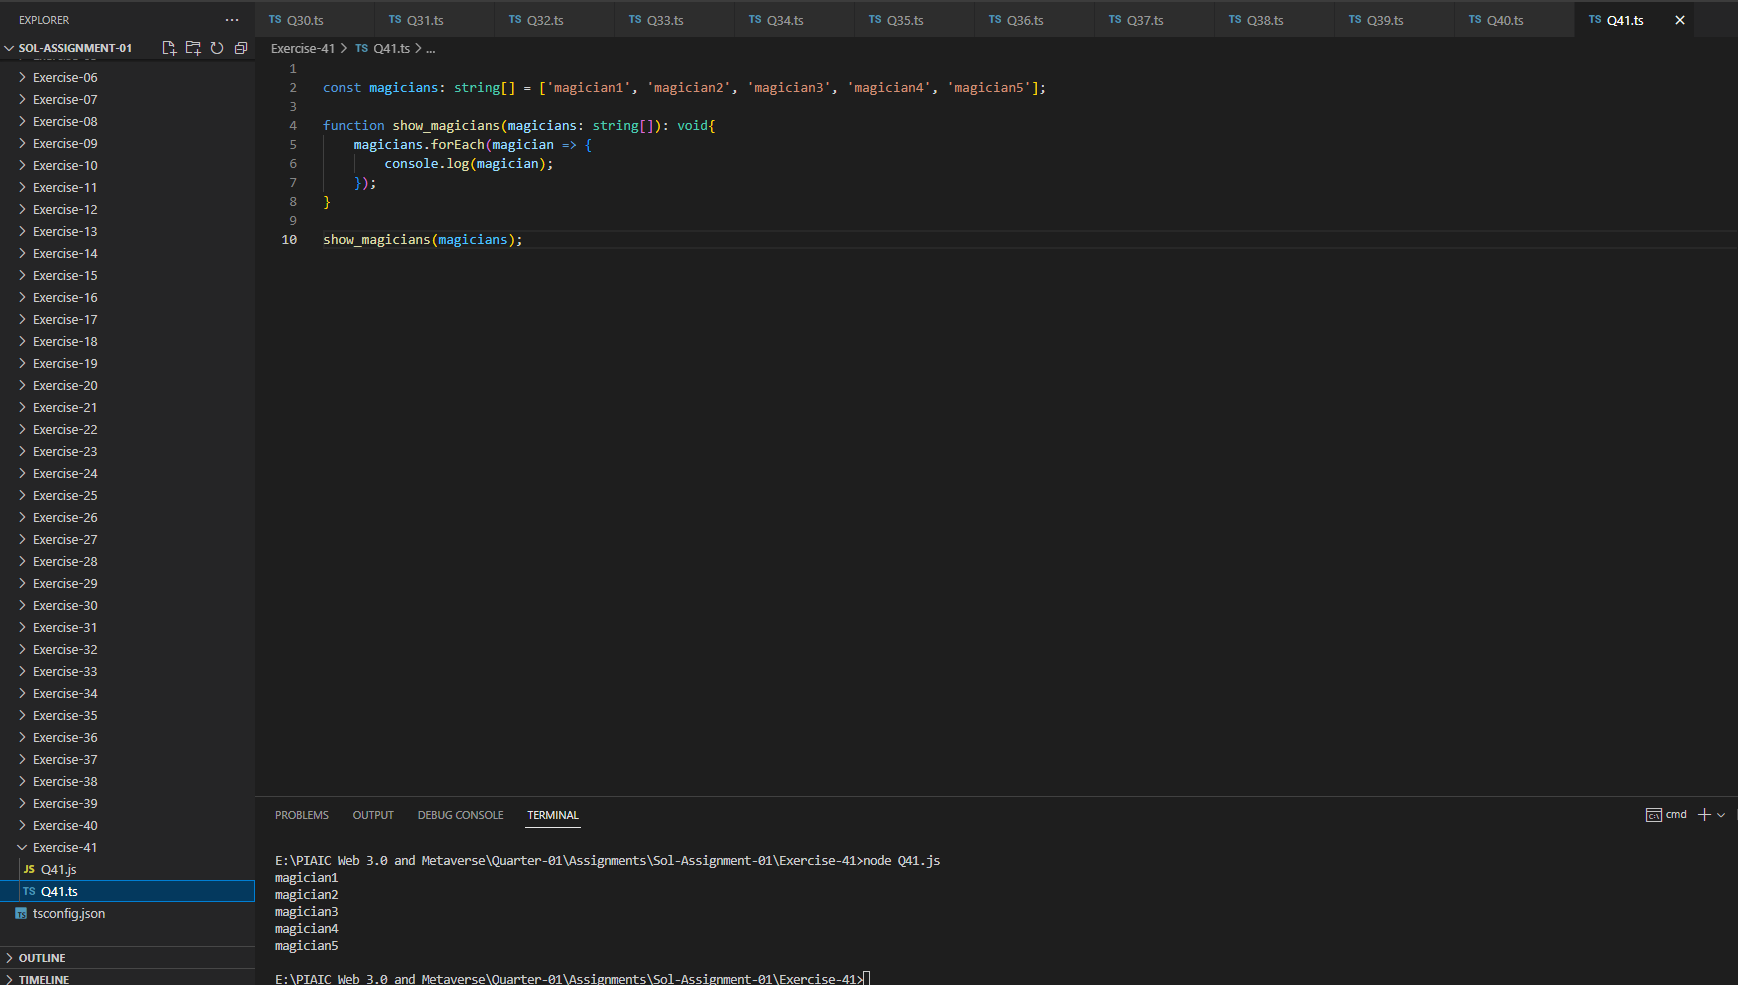 EXPLORER ...
SOL-ASSIGNMENT-01
Exercise-06
Exercise-07
Exercise-08
Exercise-09
Exercise-10
Exercise-11
Exercise-12
Exercise-13
Exercise-14
Exercise-15
Exercise-16
Exercise-17
Exercise-18
Exercise-19
Exercise-20
Exercise-21
Exercise-22
Exercise-23
Exercise-24
Exercise-25
Exercise-26
Exercise-27
Exercise-28
Exercise-29
Exercise-30
Exercise-31
Exercise-32
Exercise-33
Exercise-34
Exercise-35
Exercise-36
Exercise-37
Exercise-38
Exercise-39
Exercise-40
Exercise-41
JS Q41.js
TS Q41.ts
TS tsconfig.json
OUTLINE
TIMELINE
TS Q30.ts TS Q31.ts TS Q32.ts TS Q33.ts TS Q34.ts TS Q35.ts TS Q36.ts TS Q37.ts TS Q38.ts TS Q39.ts TS Q40.ts TS Q41.ts
Exercise-41 > TS Q41.ts > ...
1
2 const magicians: string[] = ['magician1', 'magician2', 'magician3', 'magician4', 'magician5'];
3
4 function show_magicians(magicians: string[]): void{
5 magicians.forEach(magician => {
6 console.log(magician);
7 });
8 }
9
10 show_magicians(magicians);
PROBLEMS OUTPUT DEBUG CONSOLE TERMINAL cmd
E:\PIAIC Web 3.0 and Metaverse\Quarter-01\Assignments\Sol-Assignment-01\Exercise-41>node Q41.js
magician1
magician2
magician3
magician4
magician5
E:\PIAIC Web 3.0 and Metaverse\Quarter-01\Assignments\Sol-Assignment-01\Exercise-41>